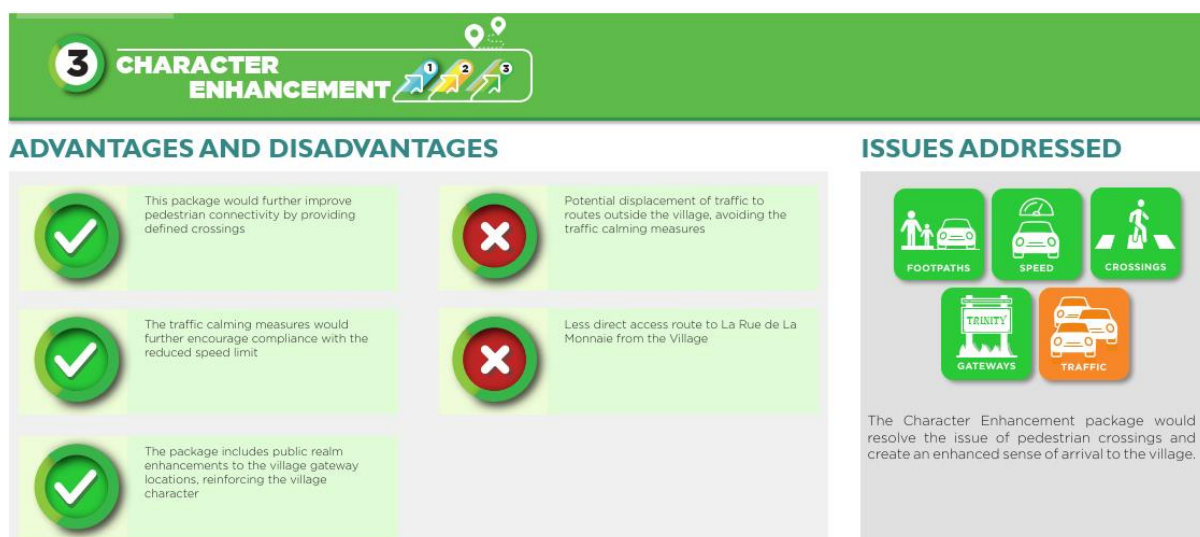 3
CHARACTER
ENHANCEMENT
1
2
3
ADVANTAGES AND DISADVANTAGES
This package would further improve
pedestrian connectivity by providing
defined crossings
The traffic calming measures would
further encourage compliance with the
reduced speed limit
The package includes public realm
enhancements to the village gateway
locations, reinforcing the village
character
Potential displacement of traffic to
routes outside the village, avoiding the
traffic calming measures
Less direct access route to La Rue de La
Monnaie from the Village
ISSUES ADDRESSED
FOOTPATHS
SPEED
CROSSINGS
TRINITY
GATEWAYS
TRAFFIC
The Character Enhancement package would
resolve the issue of pedestrian crossings and
create an enhanced sense of arrival to the village.